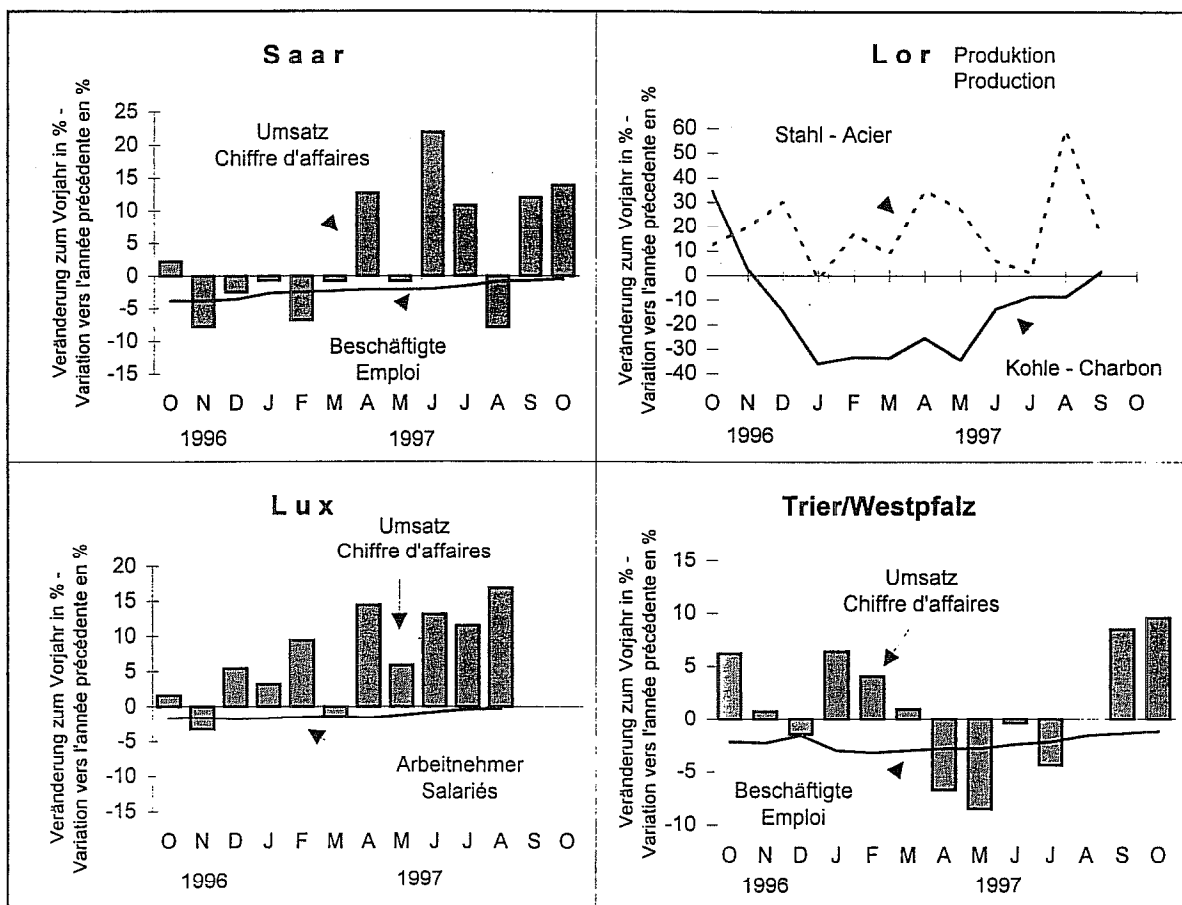 S a a r
Veränderung zum Vorjahr in % -
Variation vers l'année précédente en %
25
20
15
10
5
0
-5
-10
-15
Umsatz
Chiffre d'affaires
Beschäftigte
Emploi
O N D J F M A M J J A S O
1996 1997
L o r Produktion
Production
Veränderung zum Vorjahr in % -
Variation vers l'année précédente en %
60
50
40
30
20
10
0
-10
-20
-30
-40
Stahl - Acier
Kohle - Charbon
O N D J F M A M J J A S O
1996 1997
L u x
Veränderung zum Vorjahr in % -
Variation vers l'année précédente en %
20
15
10
5
0
-5
-10
-15
Umsatz
Chiffre d'affaires
Arbeitnehmer
Salariés
O N D J F M A M J J A S O
1996 1997
Trier/Westpfalz
Veränderung zum Vorjahr in % -
Variation vers l'année précédente en %
15
10
5
0
-5
-10
Umsatz
Chiffre d'affaires
Beschäftigte
Emploi
O N D J F M A M J J A S O
1996 1997